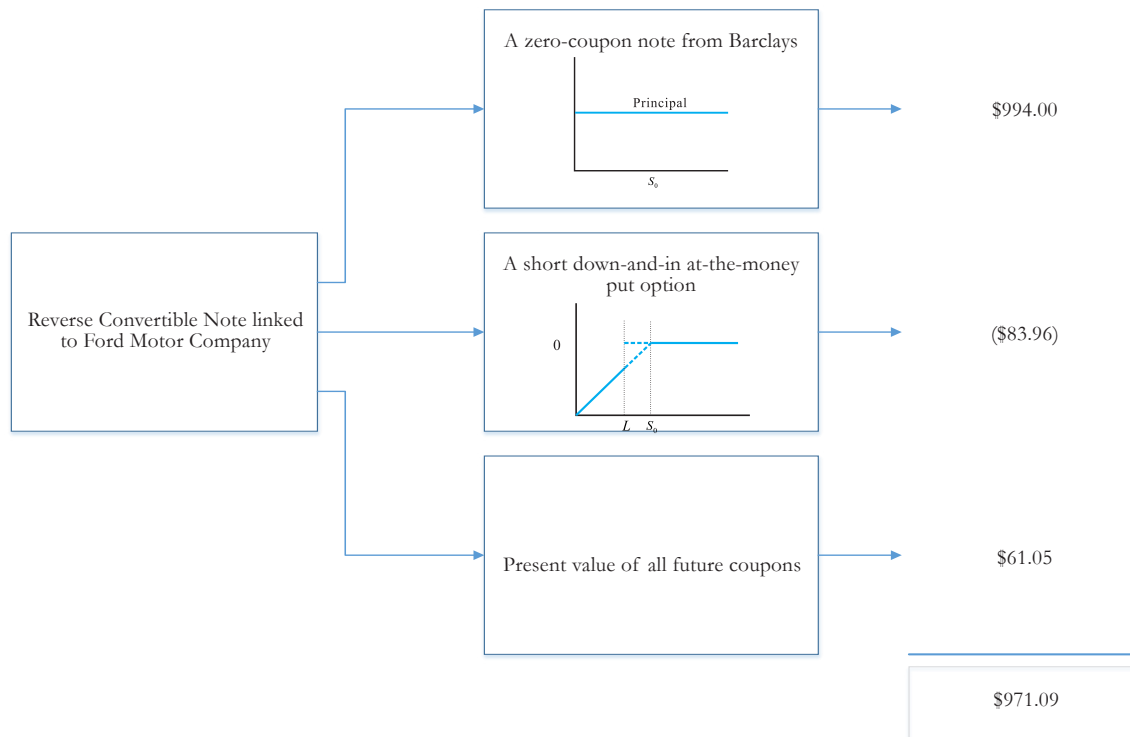 A zero-coupon note from Barclays
Principal
S₀
$994.00
Reverse Convertible Note linked
to Ford Motor Company
A short down-and-in at-the-money
put option
0
L S₀
($83.96)
Present value of all future coupons
$61.05
$971.09